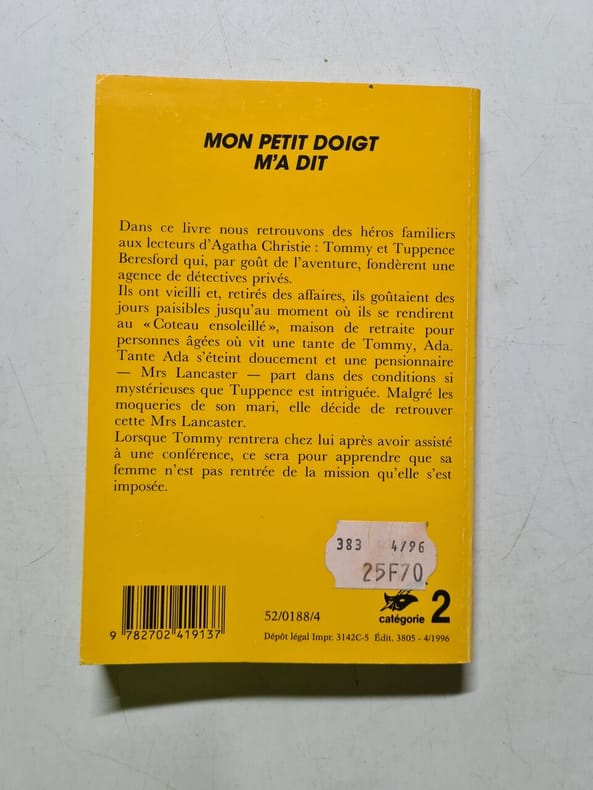 MON PETIT DOIGT
M'A DIT
Dans ce livre nous retrouvons des héros familiers
aux lecteurs d'Agatha Christie : Tommy et Tuppence
Beresford qui, par goût de l'aventure, fondèrent une
agence de détectives privés.
Ils ont vieilli et, retirés des affaires, ils goûtaient des
jours paisibles jusqu'au moment où ils se rendirent
au « Coteau ensoleillé », maison de retraite pour
personnes âgées où vit une tante de Tommy, Ada.
Tante Ada s'éteint doucement et une pensionnaire
— Mrs Lancaster — part dans des conditions si
mystérieuses que Tuppence est intriguée. Malgré les
moqueries de son mari, elle décide de retrouver
cette Mrs Lancaster.
Lorsque Tommy rentrera chez lui après avoir assisté
à une conférence, ce sera pour apprendre que sa
femme n'est pas rentrée de la mission qu'elle s'est
imposée.
383 4/96
25F70
52/0188/4
catégorie 2
9 782702 419137
Dépôt légal Impr. 3142C-5 Édit. 3805 - 4/1996